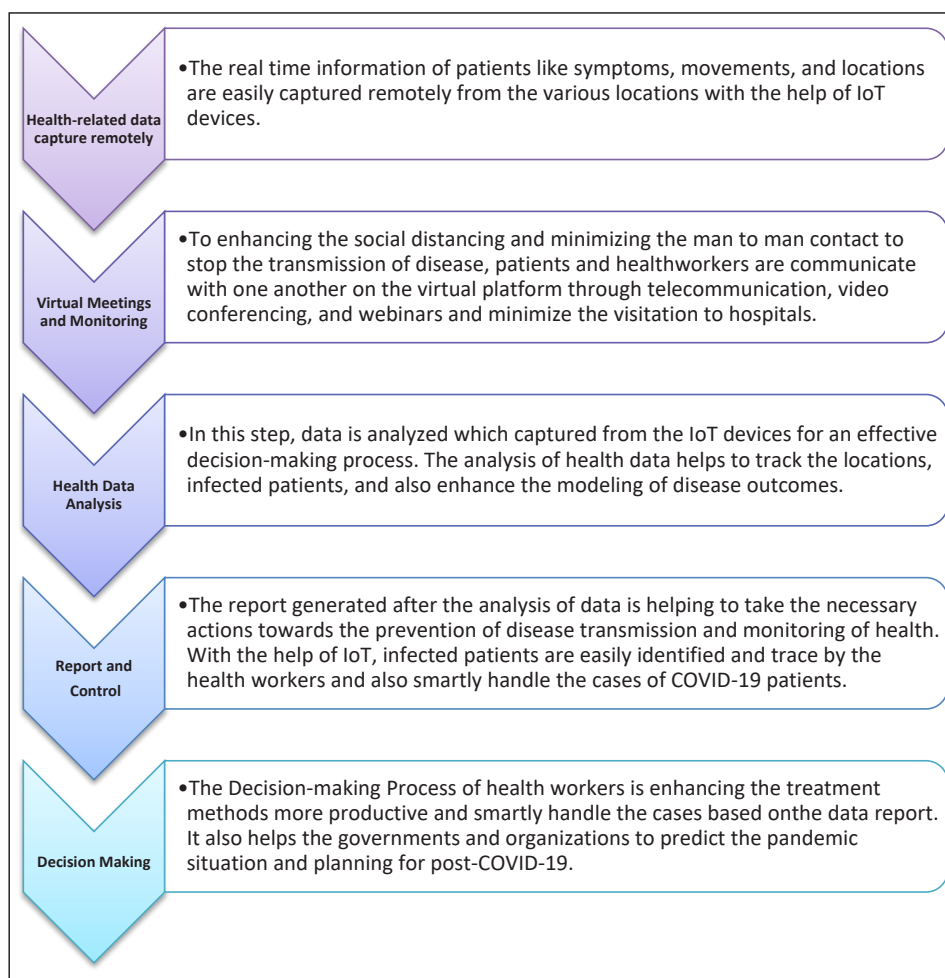 Health-related data
capture remotely
•The real time information of patients like symptoms, movements, and locations
are easily captured remotely from the various locations with the help of IoT
devices.
Virtual Meetings
and Monitoring
•To enhancing the social distancing and minimizing the man to man contact to
stop the transmission of disease, patients and healthworkers are communicate
with one another on the virtual platform through telecommunication, video
conferencing, and webinars and minimize the visitation to hospitals.
Health Data
Analysis
•In this step, data is analyzed which captured from the IoT devices for an effective
decision-making process. The analysis of health data helps to track the locations,
infected patients, and also enhance the modeling of disease outcomes.
Report and
Control
•The report generated after the analysis of data is helping to take the necessary
actions towards the prevention of disease transmission and monitoring of health.
With the help of IoT, infected patients are easily identified and trace by the
health workers and also smartly handle the cases of COVID-19 patients.
Decision Making
•The Decision-making Process of health workers is enhancing the treatment
methods more productive and smartly handle the cases based onthe data report.
It also helps the governments and organizations to predict the pandemic
situation and planning for post-COVID-19.